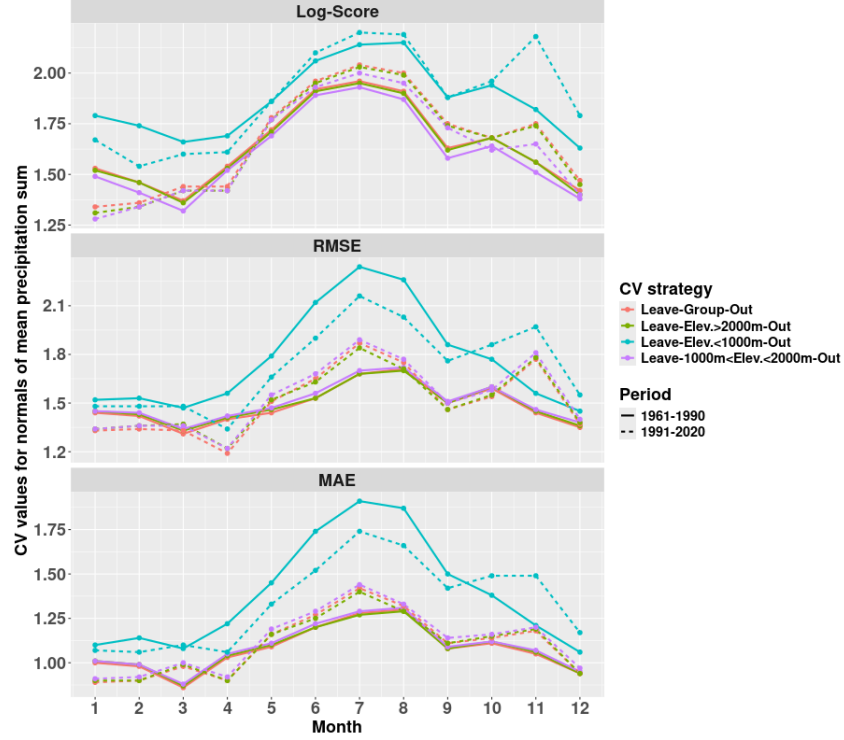 Log-Score
2.00
1.75
1.50
1.25
RMSE
2.1
1.8
1.5
1.2
MAE
1.75
1.50
1.25
1.00
1 2 3 4 5 6 7 8 9 10 11 12
Month
CV values for normals of mean precipitation sum
CV strategy
Leave-Group-Out
Leave-Elev.>2000m-Out
Leave-Elev.<1000m-Out
Leave-1000m<Elev.<2000m-Out
Period
1961-1990
1991-2020